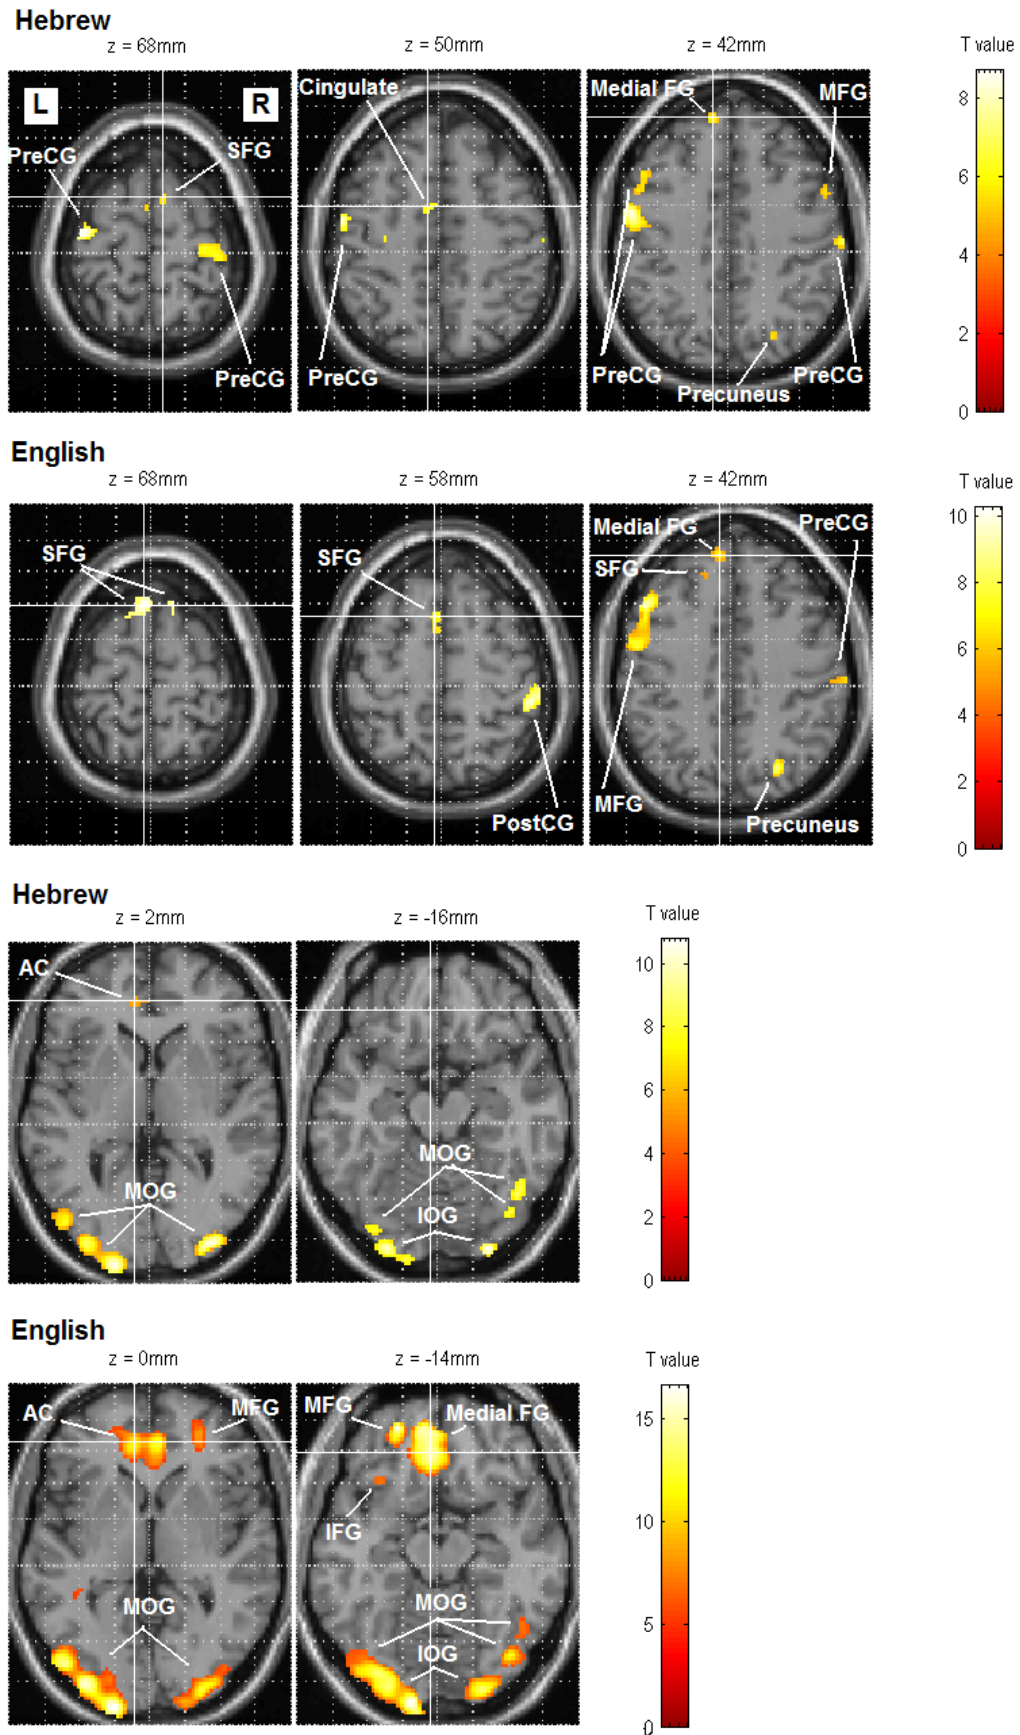 Hebrew
z = 68mm
z = 50mm
z = 42mm
T value
L
R
PreCG
SFG
PreCG
Cingulate
PreCG
Medial FG
MFG
PreCG
Precuneus
PreCG
8
6
4
2
0
English
z = 68mm
z = 58mm
z = 42mm
T value
SFG
SFG
PostCG
Medial FG
PreCG
SFG
MFG
Precuneus
10
8
6
4
2
0
Hebrew
z = 2mm
z = -16mm
T value
AC
MOG
MOG
IOG
10
8
6
4
2
0
English
z = 0mm
z = -14mm
T value
AC
MFG
MOG
MFG
Medial FG
IFG
MOG
IOG
15
10
5
0